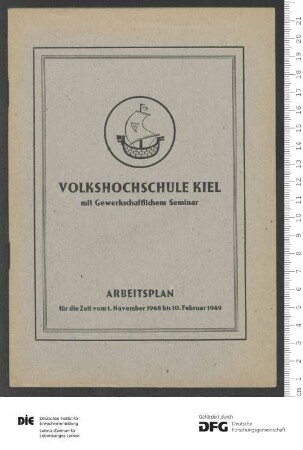 VOLKSHOCHSCHULE KIEL
mit Gewerkschaftlichem Seminar
ARBEITSPLAN
für die Zeit vom 1. November 1948 bis 10. Februar 1949
DIE Deutsches Institut für
Erwachsenenbildung
Leibniz-Zentrum für
Lebenslanges Lernen
Gefördert durch
DFG Deutsche
Forschungsgemeinschaft